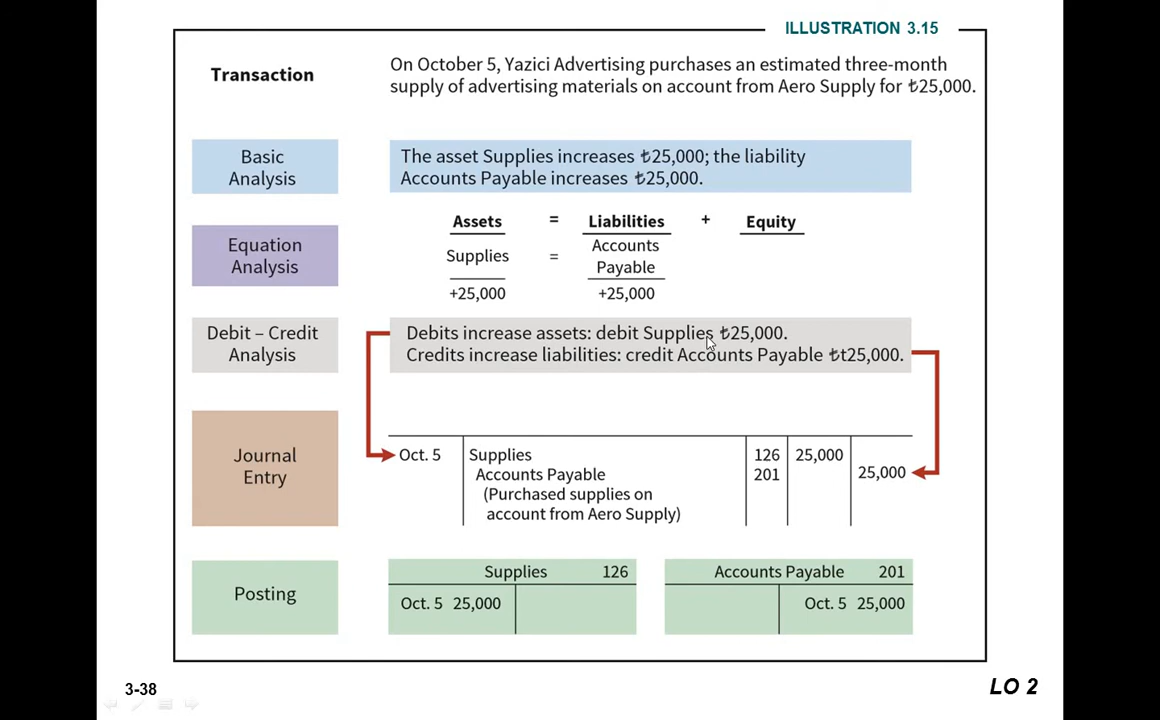 ILLUSTRATION 3.15
Transaction
On October 5, Yazici Advertising purchases an estimated three-month
supply of advertising materials on account from Aero Supply for ₺25,000.
Basic
Analysis
The asset Supplies increases ₺25,000; the liability
Accounts Payable increases ₺25,000.
Equation
Analysis
Assets = Liabilities + Equity
Supplies = Accounts
Payable
+25,000 +25,000
Debit – Credit
Analysis
Debits increase assets: debit Supplies ₺25,000.
Credits increase liabilities: credit Accounts Payable ₺t25,000.
Journal
Entry
Oct. 5 Supplies 126 25,000
Accounts Payable 201 25,000
(Purchased supplies on
account from Aero Supply)
Posting
Supplies 126
Oct. 5 25,000
Accounts Payable 201
Oct. 5 25,000
3-38
LO 2